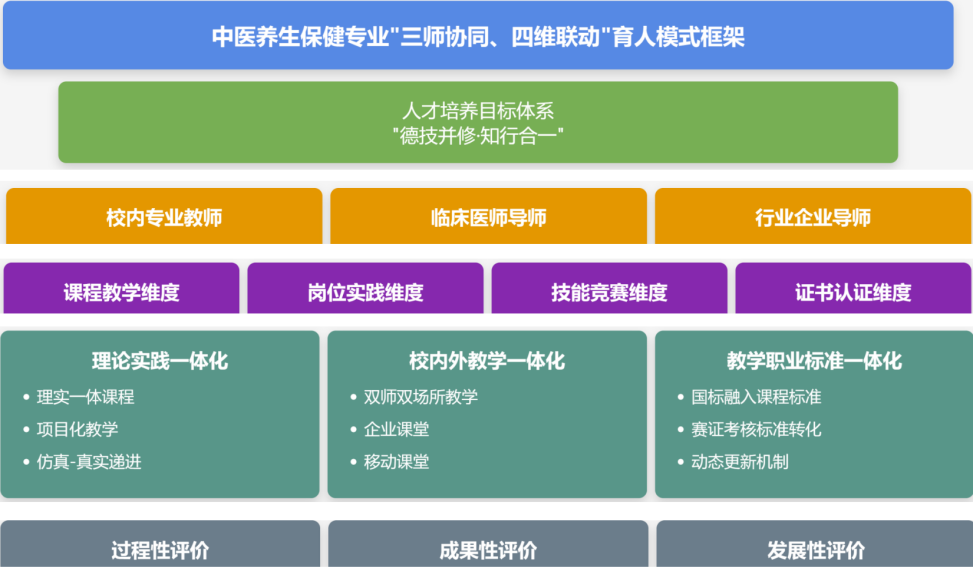 中医养生保健专业"三师协同、四维联动"育人模式框架
人才培养目标体系
"德技并修·知行合一"
校内专业教师
临床医师导师
行业企业导师
课程教学维度
岗位实践维度
技能竞赛维度
证书认证维度
理论实践一体化
• 理实一体课程
• 项目化教学
• 仿真-真实递进
校内外教学一体化
• 双师双场所教学
• 企业课堂
• 移动课堂
教学职业标准一体化
• 国标融入课程标准
• 赛证考核标准转化
• 动态更新机制
过程性评价
成果性评价
发展性评价